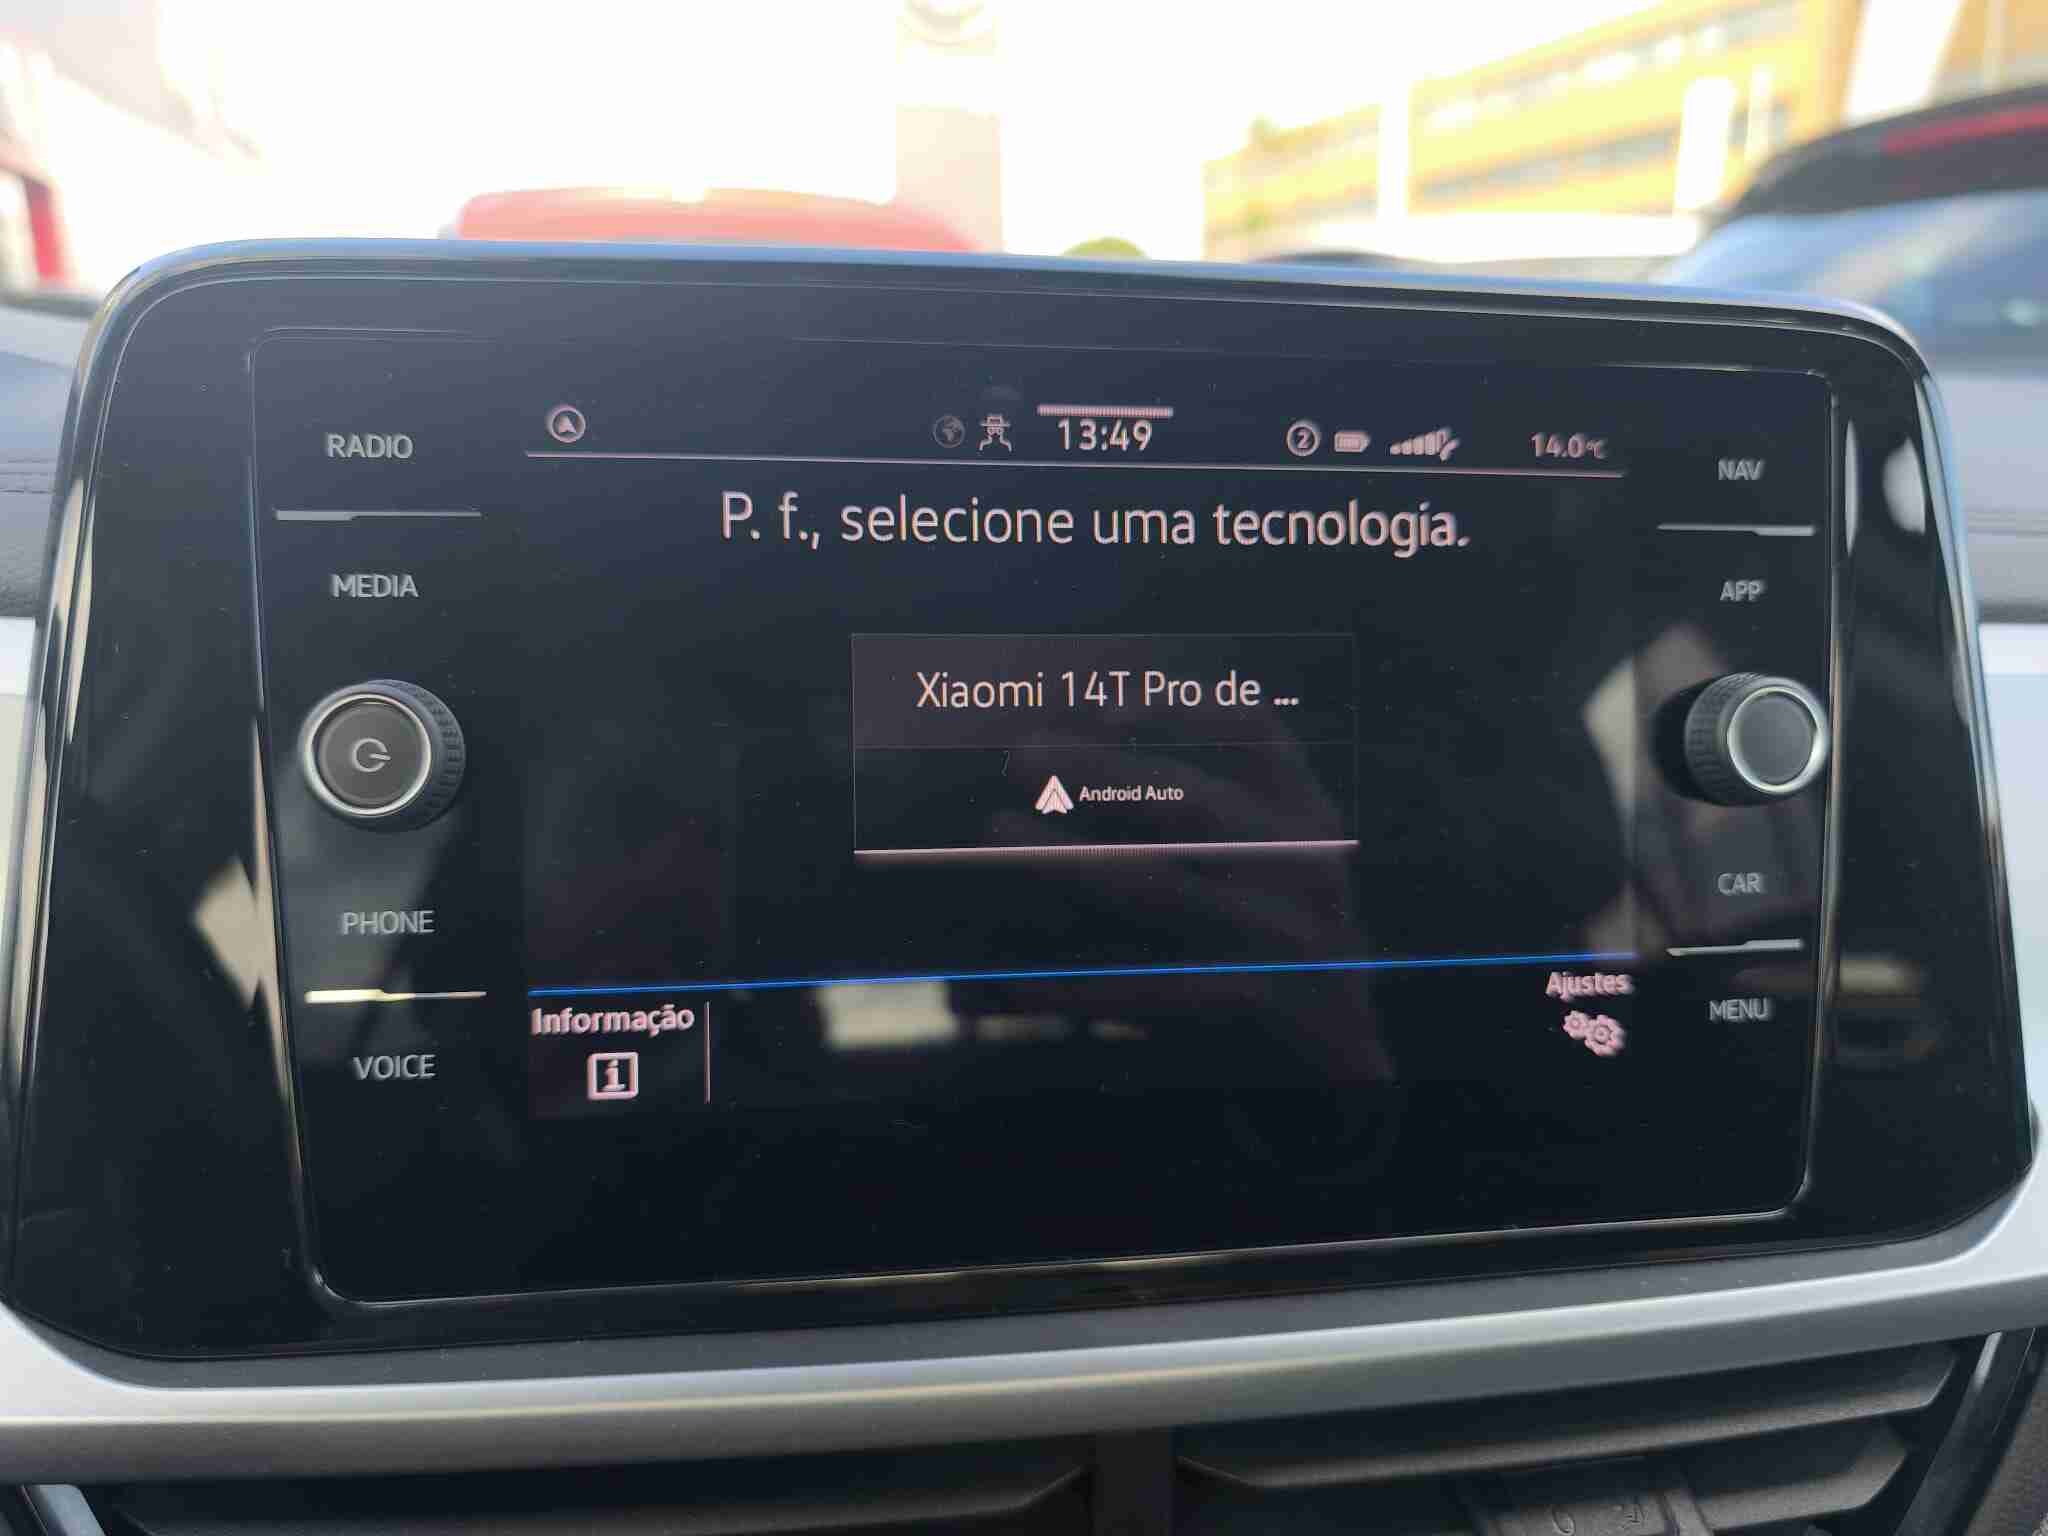 RADIO
MEDIA
PHONE
VOICE
13:49
2
14.0°C
P. f., selecione uma tecnologia.
Xiaomi 14T Pro de ...
Android Auto
Informação
i
Ajustes
NAV
APP
CAR
MENU